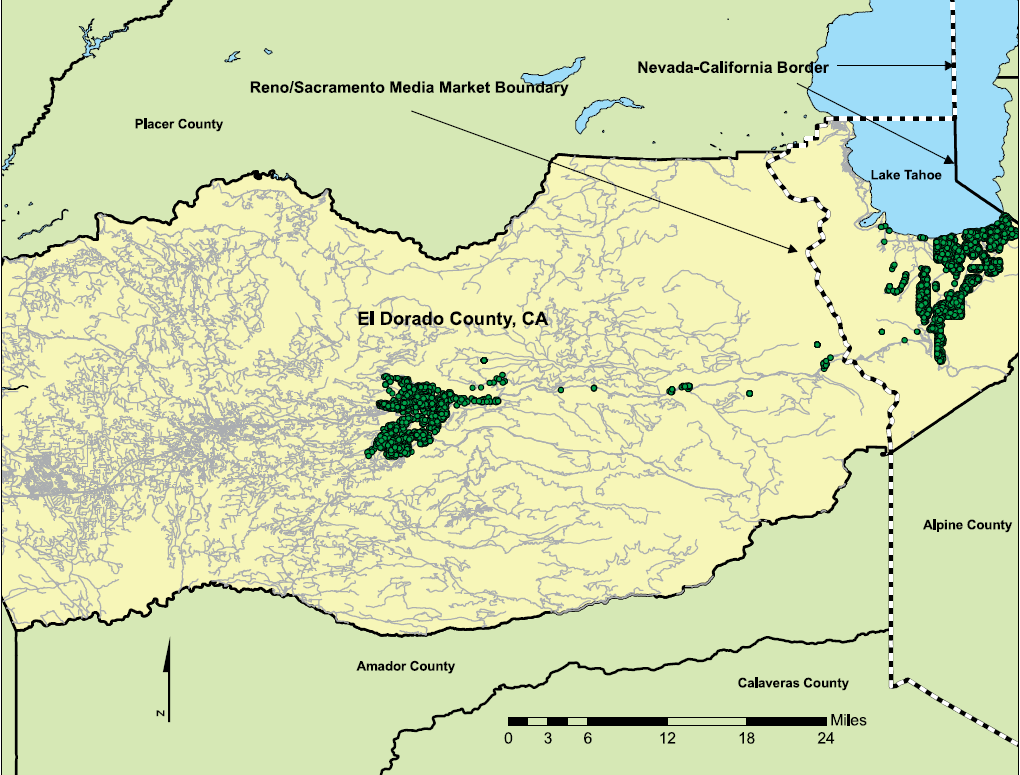 Nevada-California Border
Reno/Sacramento Media Market Boundary
Placer County
Lake Tahoe
El Dorado County, CA
Alpine County
Amador County
Calaveras County
N
Miles
0 3 6 12 18 24